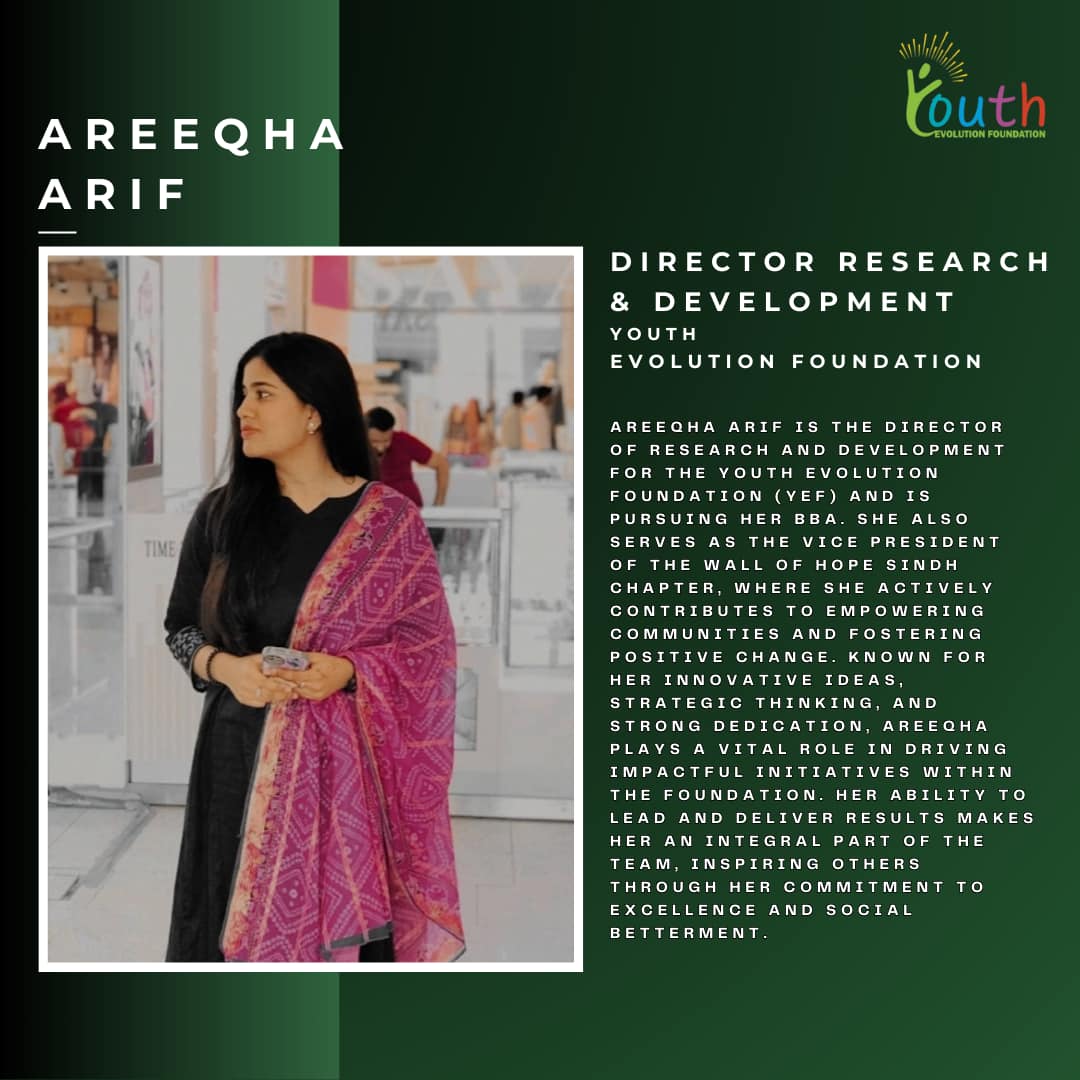 Youth
EVOLUTION FOUNDATION
AREEQHA
ARIF
DIRECTOR RESEARCH
& DEVELOPMENT
YOUTH
EVOLUTION FOUNDATION
TIME
AREEQHA ARIF IS THE DIRECTOR
OF RESEARCH AND DEVELOPMENT
FOR THE YOUTH EVOLUTION
FOUNDATION (YEF) AND IS
PURSUING HER BBA. SHE ALSO
SERVES AS THE VICE PRESIDENT
OF THE WALL OF HOPE SINDH
CHAPTER, WHERE SHE ACTIVELY
CONTRIBUTES TO EMPOWERING
COMMUNITIES AND FOSTERING
POSITIVE CHANGE. KNOWN FOR
HER INNOVATIVE IDEAS,
STRATEGIC THINKING, AND
STRONG DEDICATION, AREEQHA
PLAYS A VITAL ROLE IN DRIVING
IMPACTFUL INITIATIVES WITHIN
THE FOUNDATION. HER ABILITY TO
LEAD AND DELIVER RESULTS MAKES
HER AN INTEGRAL PART OF THE
TEAM, INSPIRING OTHERS
THROUGH HER COMMITMENT TO
EXCELLENCE AND SOCIAL
BETTERMENT.